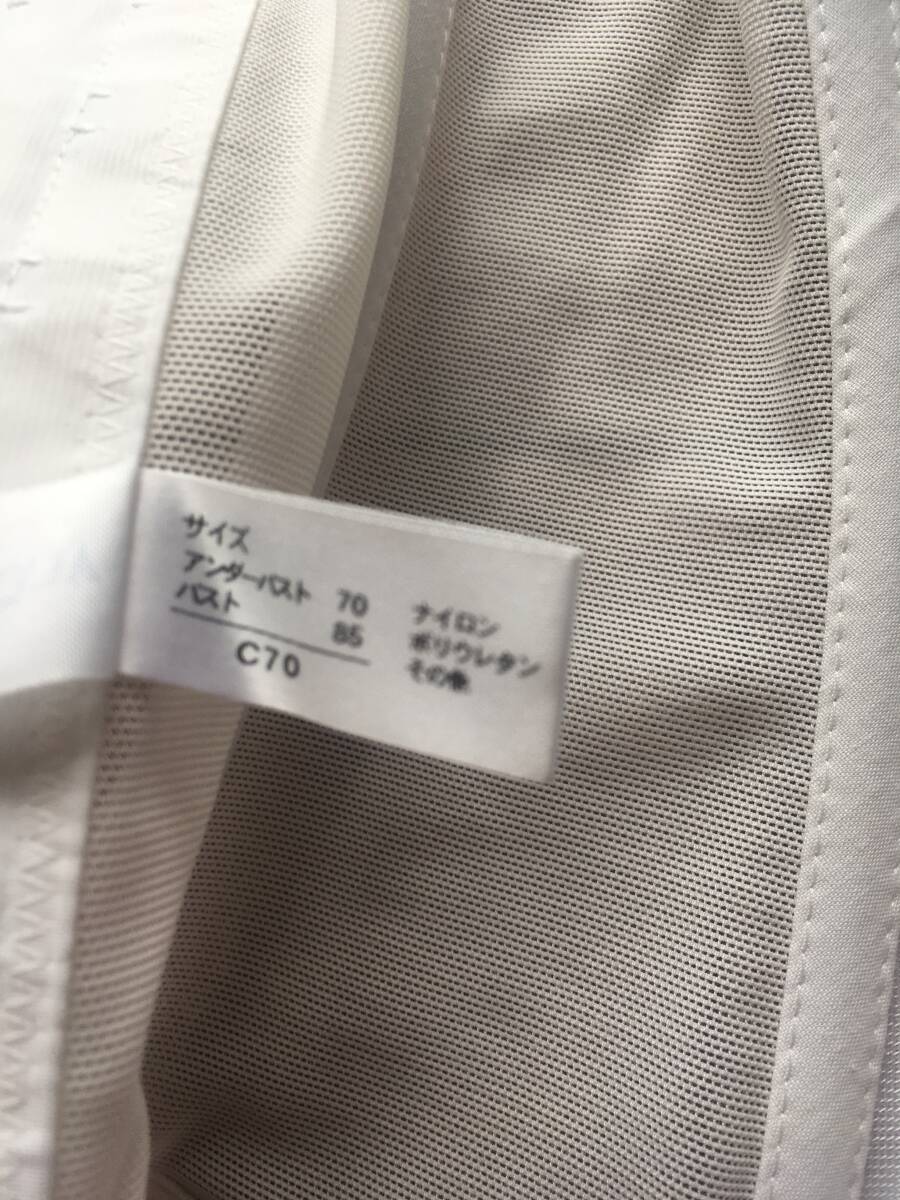 サイズ
アンダーバスト 70
バスト 85
C70
ナイロン
ポリウレタン
その他